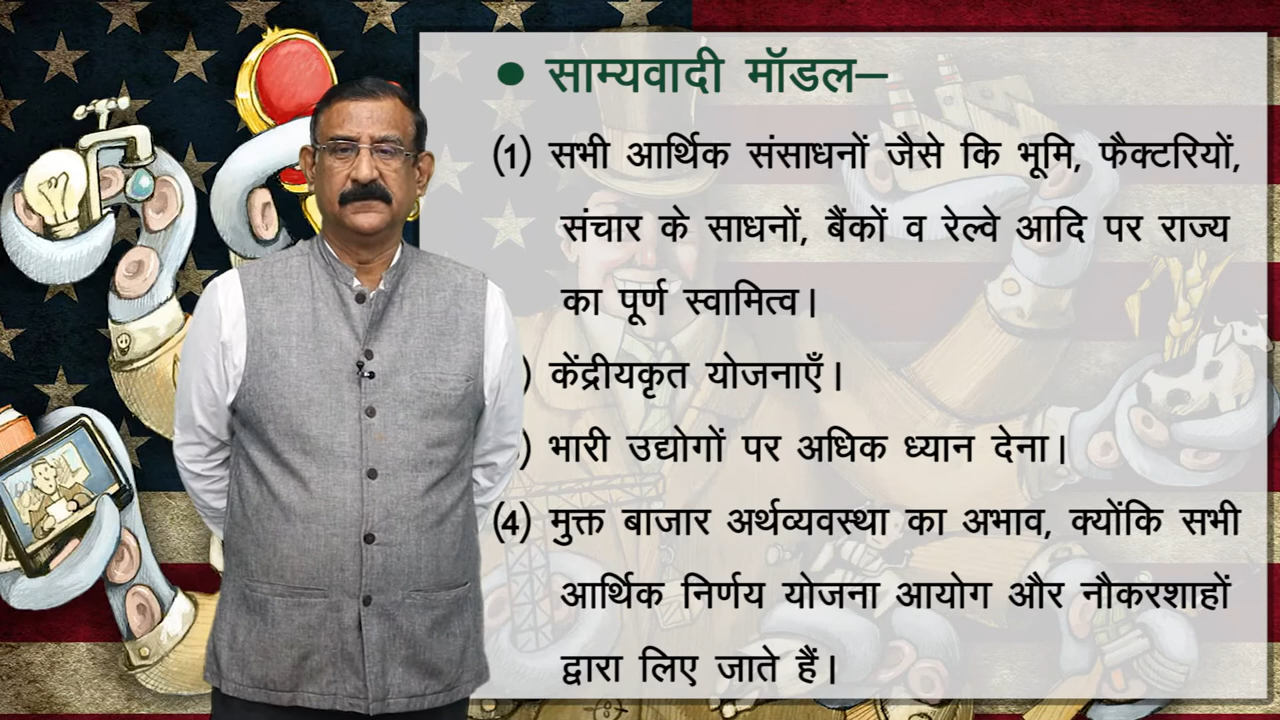 • साम्यवादी मॉडल–
(1) सभी आर्थिक संसाधनों जैसे कि भूमि, फैक्टरियों,
संचार के साधनों, बैंकों व रेल्वे आदि पर राज्य
का पूर्ण स्वामित्व।
) केंद्रीयकृत योजनाएँ।
) भारी उद्योगों पर अधिक ध्यान देना।
(4) मुक्त बाजार अर्थव्यवस्था का अभाव, क्योंकि सभी
आर्थिक निर्णय योजना आयोग और नौकरशाहों
द्वारा लिए जाते हैं।